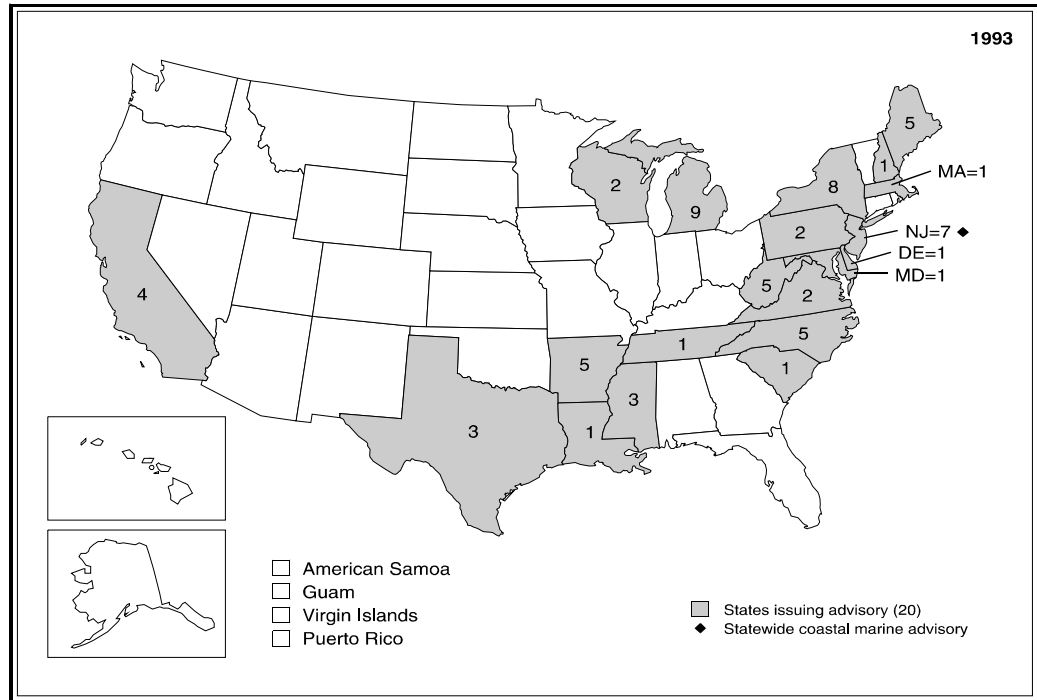 1993
5
1
MA=1
2
8
9
2
NJ=7 ◆
DE=1
MD=1
5
4
2
5
1
5
1
3
3
1
American Samoa
Guam
Virgin Islands
Puerto Rico
States issuing advisory (20)
Statewide coastal marine advisory